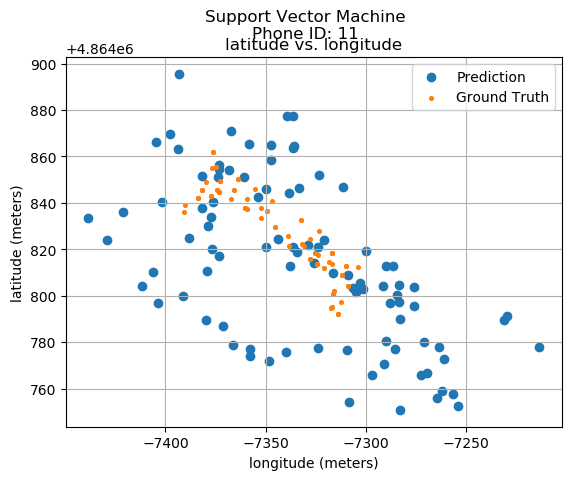 Support Vector Machine
Phone ID: 11
latitude vs. longitude
+4.864e6
900
880
860
840
820
800
780
760
latitude (meters)
Prediction
Ground Truth
−7400
−7350
−7300
−7250
longitude (meters)